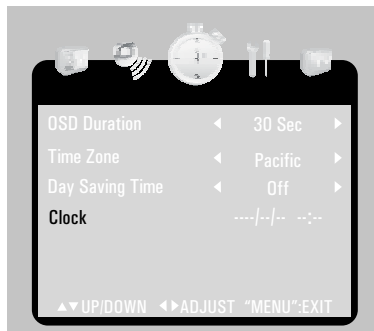 OSD Duration ◀ 30 Sec ▶
Time Zone ◀ Pacific ▶
Day Saving Time ◀ Off ▶
Clock ----/--/-- --:--
▲▼UP/DOWN ◀▶ADJUST "MENU":EXIT